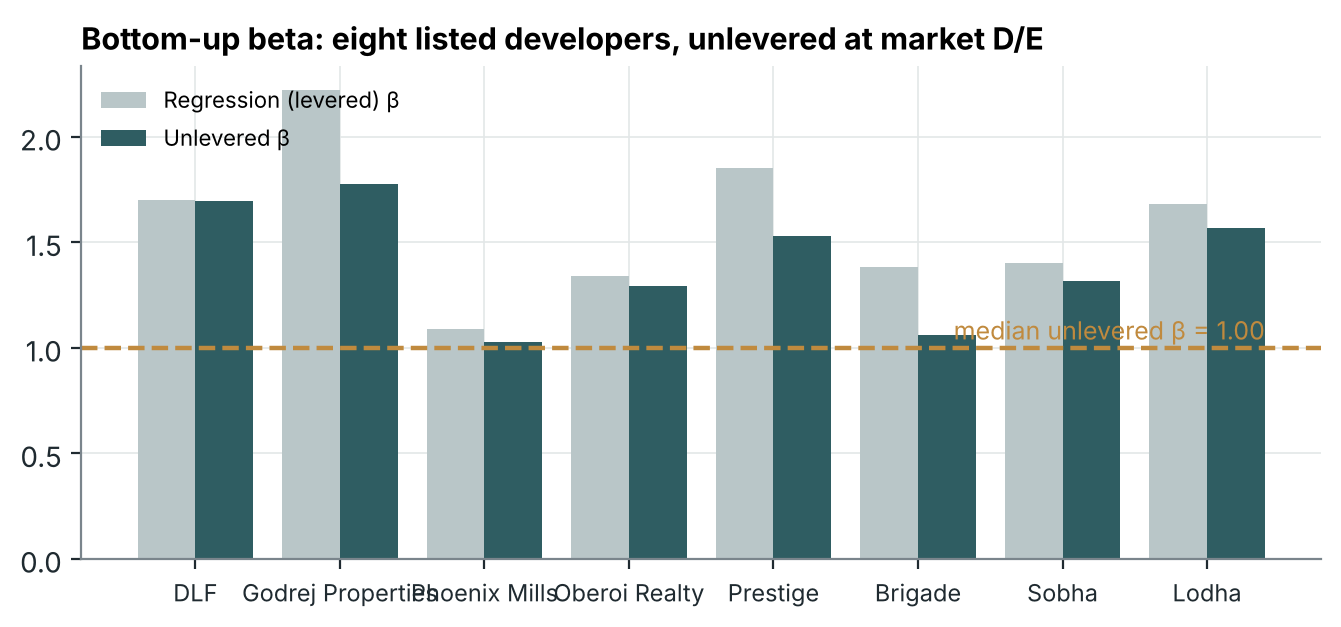 Bottom-up beta: eight listed developers, unlevered at market D/E
Regression (levered) β
Unlevered β
2.0
1.5
1.0
0.5
0.0
median unlevered β = 1.00
DLF
Godrej Properties
Phoenix Mills
Oberoi Realty
Prestige
Brigade
Sobha
Lodha